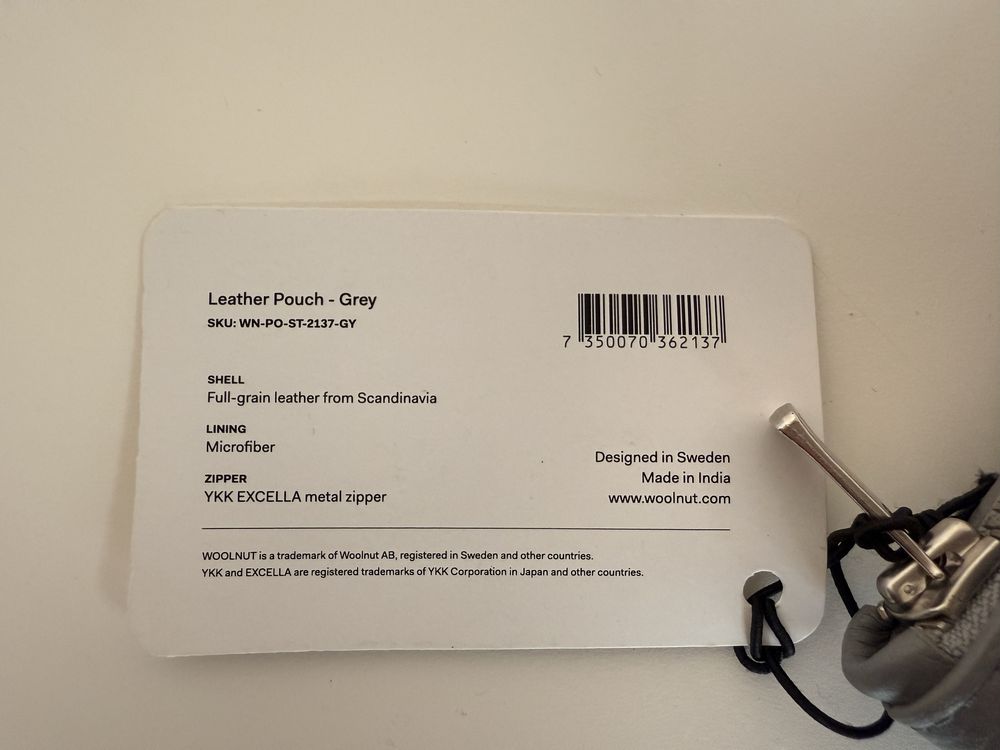 Leather Pouch - Grey
SKU: WN-PO-ST-2137-GY
7 350070 362137
SHELL
Full-grain leather from Scandinavia
LINING
Microfiber
ZIPPER
YKK EXCELLA metal zipper
Designed in Sweden
Made in India
www.woolnut.com
WOOLNUT is a trademark of Woolnut AB, registered in Sweden and other countries.
YKK and EXCELLA are registered trademarks of YKK Corporation in Japan and other countries.